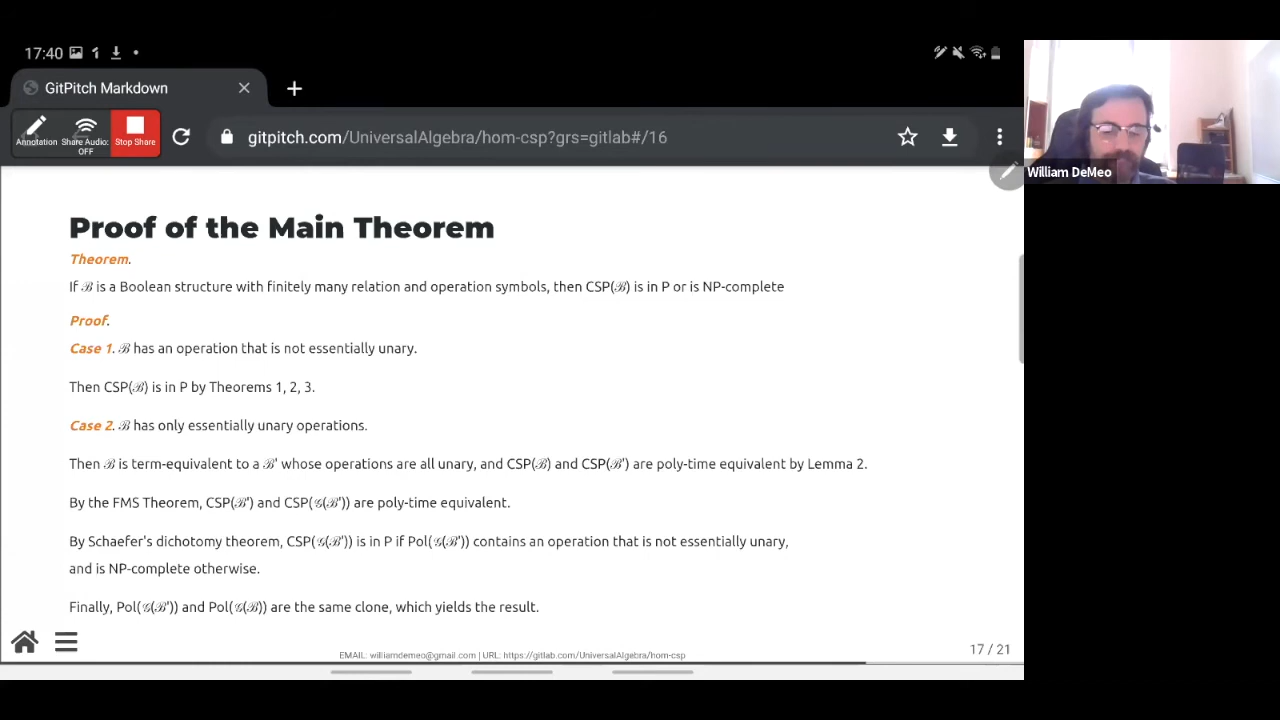 17:40
GitPitch Markdown
Annotation
Share Audio:
OFF
Stop Share
gitpitch.com/UniversalAlgebra/hom-csp?grs=gitlab#/16
William DeMeo
Proof of the Main Theorem
Theorem.
If ℬ is a Boolean structure with finitely many relation and operation symbols, then CSP(ℬ) is in P or is NP-complete
Proof.
Case 1. ℬ has an operation that is not essentially unary.
Then CSP(ℬ) is in P by Theorems 1, 2, 3.
Case 2. ℬ has only essentially unary operations.
Then ℬ is term-equivalent to a ℬ' whose operations are all unary, and CSP(ℬ) and CSP(ℬ') are poly-time equivalent by Lemma 2.
By the FMS Theorem, CSP(ℬ') and CSP(𝒢(ℬ')) are poly-time equivalent.
By Schaefer's dichotomy theorem, CSP(𝒢(ℬ')) is in P if Pol(𝒢(ℬ')) contains an operation that is not essentially unary,
and is NP-complete otherwise.
Finally, Pol(𝒢(ℬ')) and Pol(𝒢(ℬ)) are the same clone, which yields the result.
EMAIL: williamdemeo@gmail.com | URL: https://gitlab.com/UniversalAlgebra/hom-csp
17 / 21